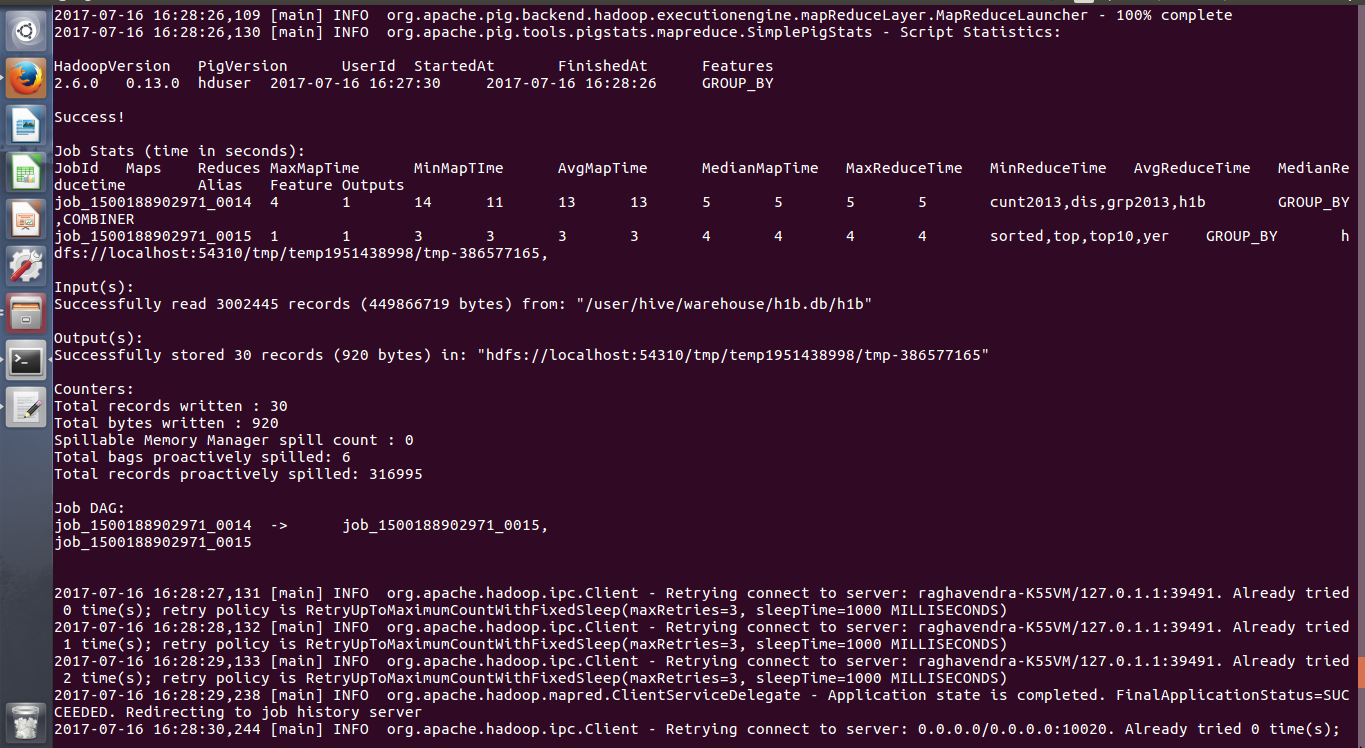 2017-07-16 16:28:26,109 [main] INFO  org.apache.pig.backend.hadoop.executionengine.mapReduceLayer.MapReduceLauncher - 100% complete
2017-07-16 16:28:26,130 [main] INFO  org.apache.pig.tools.pigstats.mapreduce.SimplePigStats - Script Statistics:
HadoopVersion   PigVersion      UserId  StartedAt       FinishedAt      Features
2.6.0   0.13.0  hduser  2017-07-16 16:27:30     2017-07-16 16:28:26     GROUP_BY
Success!
Job Stats (time in seconds):
JobId   Maps    Reduces MaxMapTime      MinMapTIme      AvgMapTime      MedianMapTime   MaxReduceTime   MinReduceTime   AvgReduceTime   MedianRe
ducetime        Alias   Feature Outputs
job_1500188902971_0014  4       1       14      11      13      13      5       5       5       5       cunt2013,dis,grp2013,h1b        GROUP_BY
,COMBINER
job_1500188902971_0015  1       1       3       3       3       3       4       4       4       4       sorted,top,top10,yer    GROUP_BY       h
dfs://localhost:54310/tmp/temp1951438998/tmp-386577165,
Input(s):
Successfully read 3002445 records (449866719 bytes) from: "/user/hive/warehouse/h1b.db/h1b"
Output(s):
Successfully stored 30 records (920 bytes) in: "hdfs://localhost:54310/tmp/temp1951438998/tmp-386577165"
Counters:
Total records written : 30
Total bytes written : 920
Spillable Memory Manager spill count : 0
Total bags proactively spilled: 6
Total records proactively spilled: 316995
Job DAG:
job_1500188902971_0014  ->      job_1500188902971_0015,
job_1500188902971_0015
2017-07-16 16:28:27,131 [main] INFO  org.apache.hadoop.ipc.Client - Retrying connect to server: raghavendra-K55VM/127.0.1.1:39491. Already tried
 0 time(s); retry policy is RetryUpToMaximumCountWithFixedSleep(maxRetries=3, sleepTime=1000 MILLISECONDS)
2017-07-16 16:28:28,132 [main] INFO  org.apache.hadoop.ipc.Client - Retrying connect to server: raghavendra-K55VM/127.0.1.1:39491. Already tried
 1 time(s); retry policy is RetryUpToMaximumCountWithFixedSleep(maxRetries=3, sleepTime=1000 MILLISECONDS)
2017-07-16 16:28:29,133 [main] INFO  org.apache.hadoop.ipc.Client - Retrying connect to server: raghavendra-K55VM/127.0.1.1:39491. Already tried
 2 time(s); retry policy is RetryUpToMaximumCountWithFixedSleep(maxRetries=3, sleepTime=1000 MILLISECONDS)
2017-07-16 16:28:29,238 [main] INFO  org.apache.hadoop.mapred.ClientServiceDelegate - Application state is completed. FinalApplicationStatus=SUC
CEEDED. Redirecting to job history server
2017-07-16 16:28:30,244 [main] INFO  org.apache.hadoop.ipc.Client - Retrying connect to server: 0.0.0.0/0.0.0.0:10020. Already tried 0 time(s);